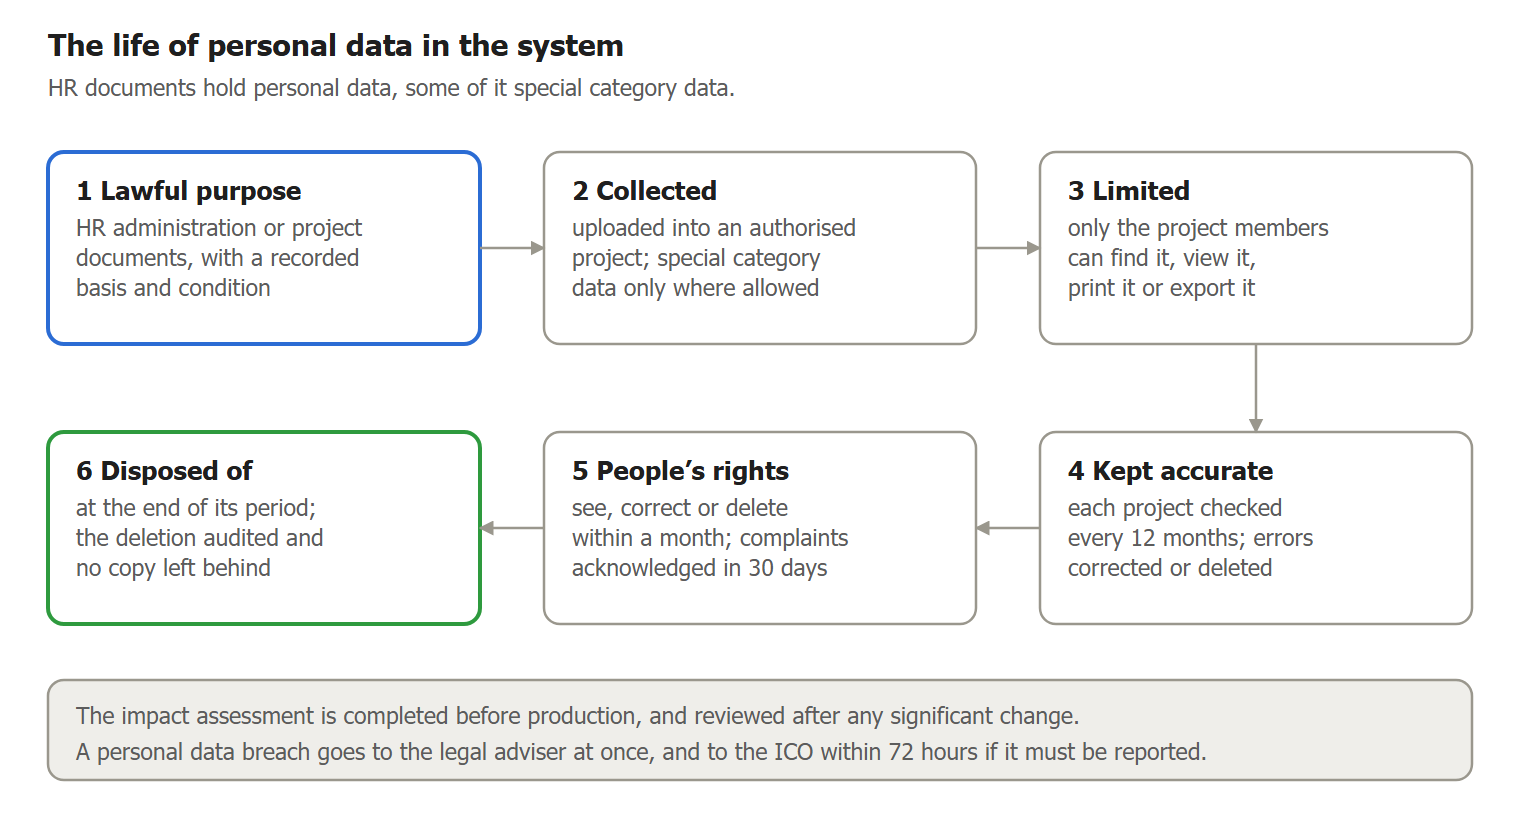 The life of personal data in the system
HR documents hold personal data, some of it special category data.
1 Lawful purpose
HR administration or project
documents, with a recorded
basis and condition
2 Collected
uploaded into an authorised
project; special category
data only where allowed
3 Limited
only the project members
can find it, view it,
print it or export it
4 Kept accurate
each project checked
every 12 months; errors
corrected or deleted
5 People’s rights
see, correct or delete
within a month; complaints
acknowledged in 30 days
6 Disposed of
at the end of its period;
the deletion audited and
no copy left behind
The impact assessment is completed before production, and reviewed after any significant change.
A personal data breach goes to the legal adviser at once, and to the ICO within 72 hours if it must be reported.